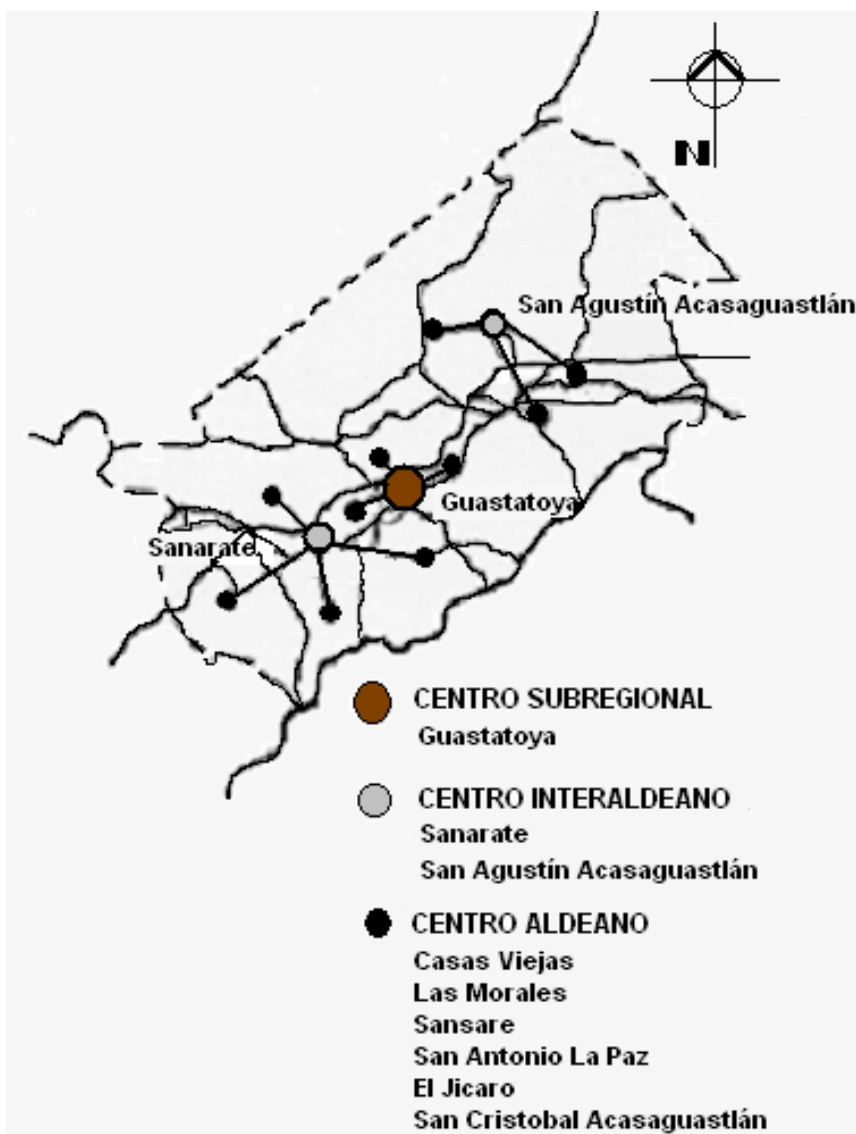 N
San Agustín Acasaguastlán
Guastatoya
Sanarate
CENTRO SUBREGIONAL
Guastatoya
CENTRO INTERALDEANO
Sanarate
San Agustín Acasaguastlán
CENTRO ALDEANO
Casas Viejas
Las Morales
Sansare
San Antonio La Paz
El Jicaro
San Cristobal Acasaguastlán